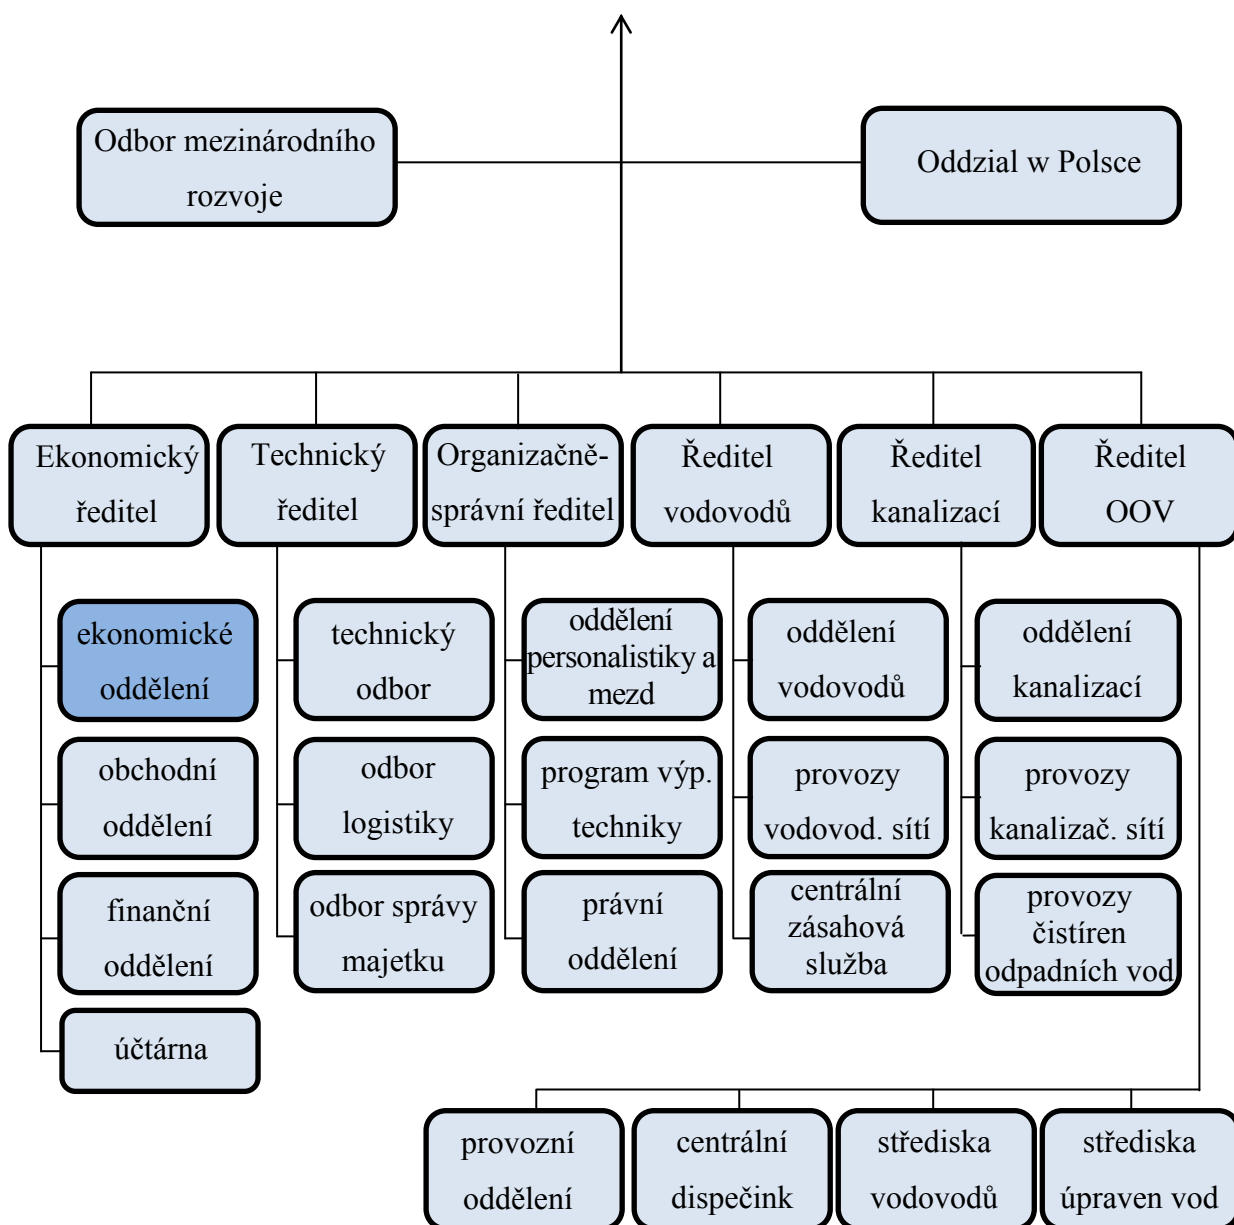 Odbor mezinárodního
rozvoje
Oddzial w Polsce
Ekonomický
ředitel
Technický
ředitel
Organizačně-
správní ředitel
Ředitel
vodovodů
Ředitel
kanalizací
Ředitel
OOV
ekonomické
oddělení
technický
odbor
oddělení
personalistiky a
mezd
oddělení
vodovodů
oddělení
kanalizací
obchodní
oddělení
odbor
logistiky
program výp.
techniky
provozy
vodovod. sítí
provozy
kanalizač. sítí
finanční
oddělení
odbor správy
majetku
právní
oddělení
centrální
zásahová
služba
provozy
čistíren
odpadních vod
účtárna
provozní
oddělení
centrální
dispečink
střediska
vodovodů
střediska
úpraven vod